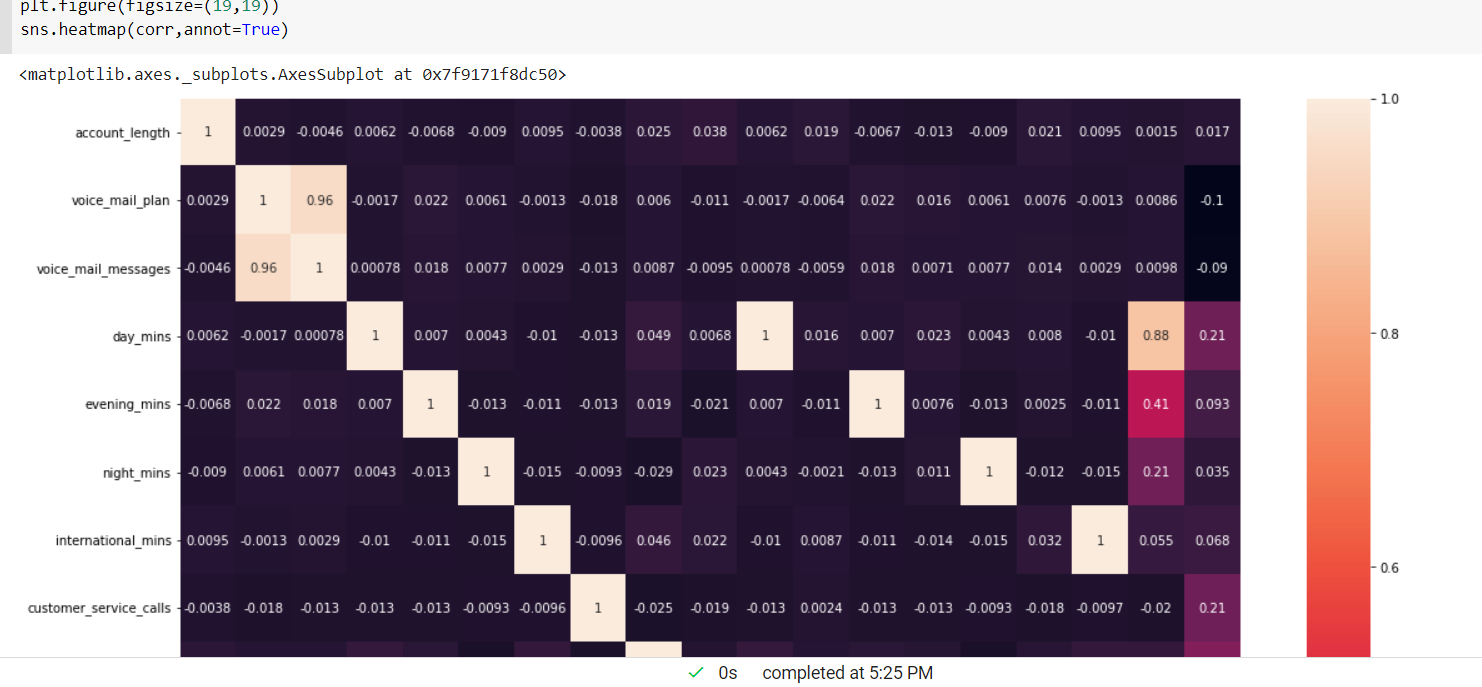 plt.figure(figsize=(19,19))
sns.heatmap(corr,annot=True)
<matplotlib.axes._subplots.AxesSubplot at 0x7f9171f8dc50>
account_length 1 0.0029 -0.0046 0.0062 -0.0068 -0.009 0.0095 -0.0038 0.025 0.038 0.0062 0.019 -0.0067 -0.013 -0.009 0.021 0.0095 0.0015 0.017
voice_mail_plan 0.0029 1 0.96 -0.0017 0.022 0.0061 -0.0013 -0.018 0.006 -0.011 -0.0017 -0.0064 0.022 0.016 0.0061 0.0076 -0.0013 0.0086 -0.1
voice_mail_messages -0.0046 0.96 1 0.00078 0.018 0.0077 0.0029 -0.013 0.0087 -0.0095 0.00078 -0.0059 0.018 0.0071 0.0077 0.014 0.0029 0.0098 -0.09
day_mins 0.0062 -0.0017 0.00078 1 0.007 0.0043 -0.01 -0.013 0.049 0.0068 1 0.016 0.007 0.023 0.0043 0.008 -0.01 0.88 0.21
evening_mins -0.0068 0.022 0.018 0.007 1 -0.013 -0.011 -0.013 0.019 -0.021 0.007 -0.011 1 0.0076 -0.013 0.0025 -0.011 0.41 0.093
night_mins -0.009 0.0061 0.0077 0.0043 -0.013 1 -0.015 -0.0093 -0.029 0.023 0.0043 -0.0021 -0.013 0.011 1 -0.012 -0.015 0.21 0.035
international_mins 0.0095 -0.0013 0.0029 -0.01 -0.011 -0.015 1 -0.0096 0.046 0.022 -0.01 0.0087 -0.011 -0.014 -0.015 0.032 1 0.055 0.068
customer_service_calls -0.0038 -0.018 -0.013 -0.013 -0.013 -0.0093 -0.0096 1 -0.025 -0.019 -0.013 0.0024 -0.013 -0.013 -0.0093 -0.018 -0.0097 -0.02 0.21
1.0
0.8
0.6
0s completed at 5:25 PM